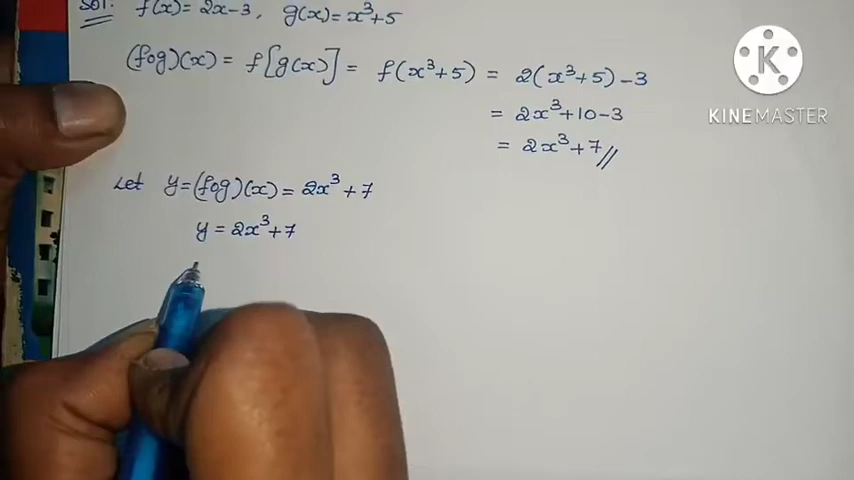 Sol: f(x) = 2x-3, g(x) = x³+5
(fog)(x) = f[g(x)] = f(x³+5) = 2(x³+5)-3
= 2x³+10-3
= 2x³+7//
Let y=(fog)(x) = 2x³+7
y = 2x³+7
K
KINEMASTER